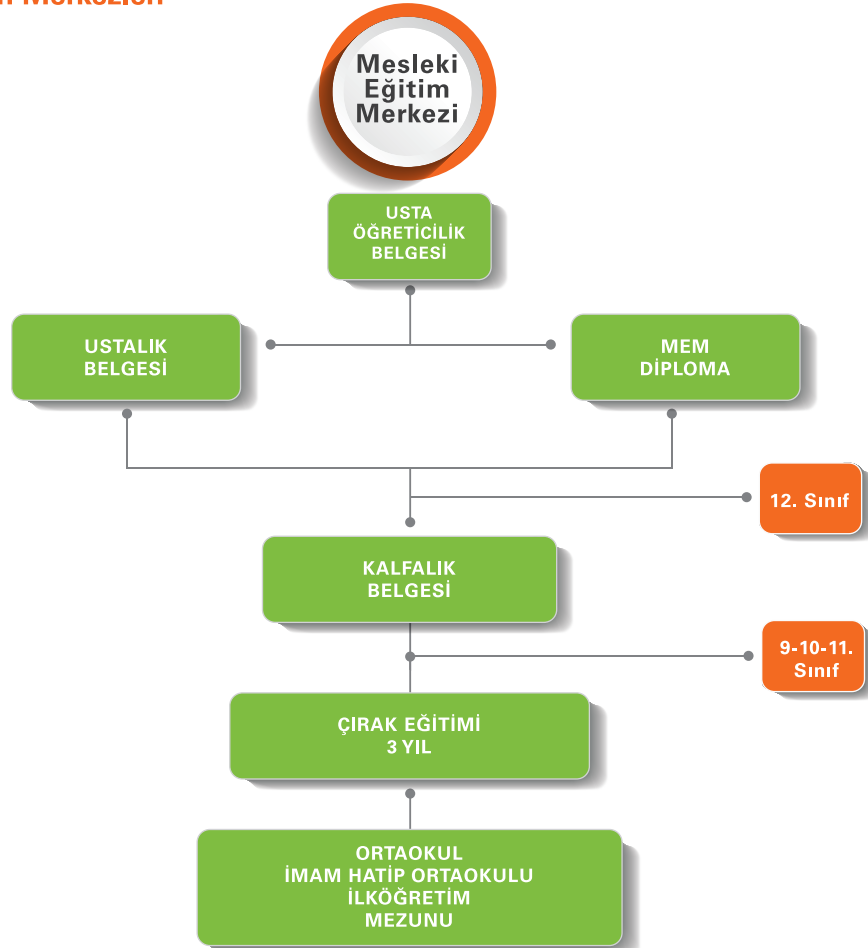 Mesleki
Eğitim
Merkezi
USTA
ÖĞRETİCİLİK
BELGESİ
USTALIK
BELGESİ
MEM
DİPLOMA
12. Sınıf
KALFALIK
BELGESİ
9-10-11.
Sınıf
ÇIRAK EĞİTİMİ
3 YIL
ORTAOKUL
İMAM HATİP ORTAOKULU
İLKÖĞRETİM
MEZUNU